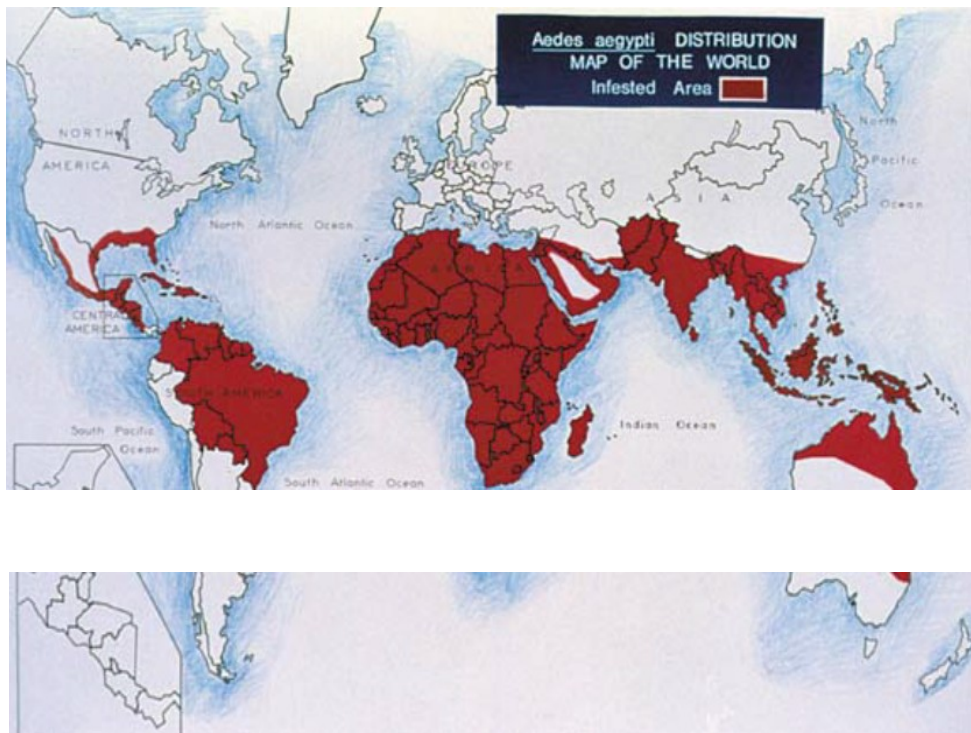 Aedes aegypti DISTRIBUTION
MAP OF THE WORLD
Infested Area
NORTH
AMERICA
EUROPE
ASIA
North
Pacific
Ocean
North Atlantic Ocean
AFRICA
CENTRAL
AMERICA
SOUTH AMERICA
South Pacific
Ocean
Indian Ocean
South Atlantic Ocean